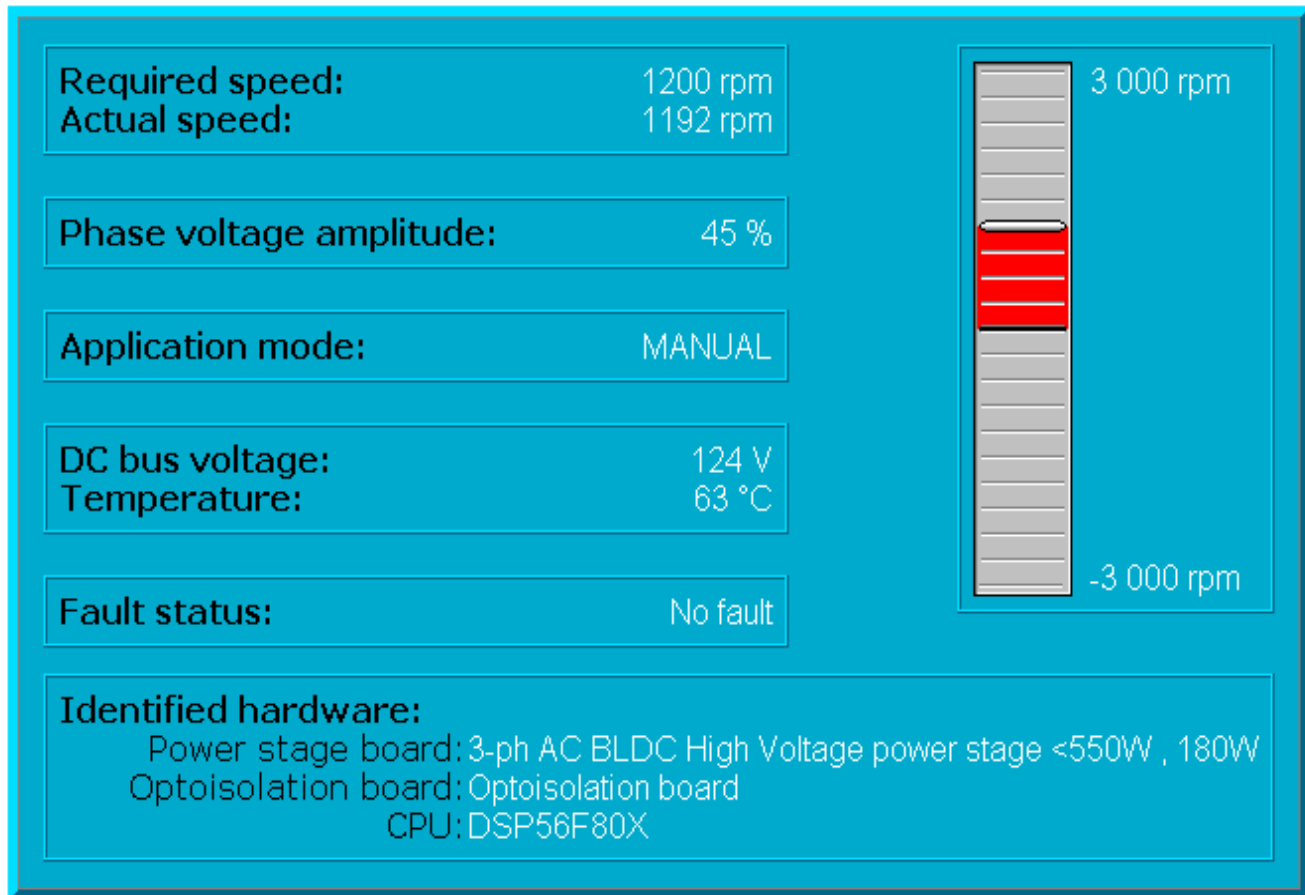 Required speed: 1200 rpm
Actual speed: 1192 rpm
3 000 rpm
Phase voltage amplitude: 45 %
Application mode: MANUAL
DC bus voltage: 124 V
Temperature: 63 °C
-3 000 rpm
Fault status: No fault
Identified hardware:
Power stage board: 3-ph AC BLDC High Voltage power stage <550W , 180W
Optoisolation board: Optoisolation board
CPU: DSP56F80X